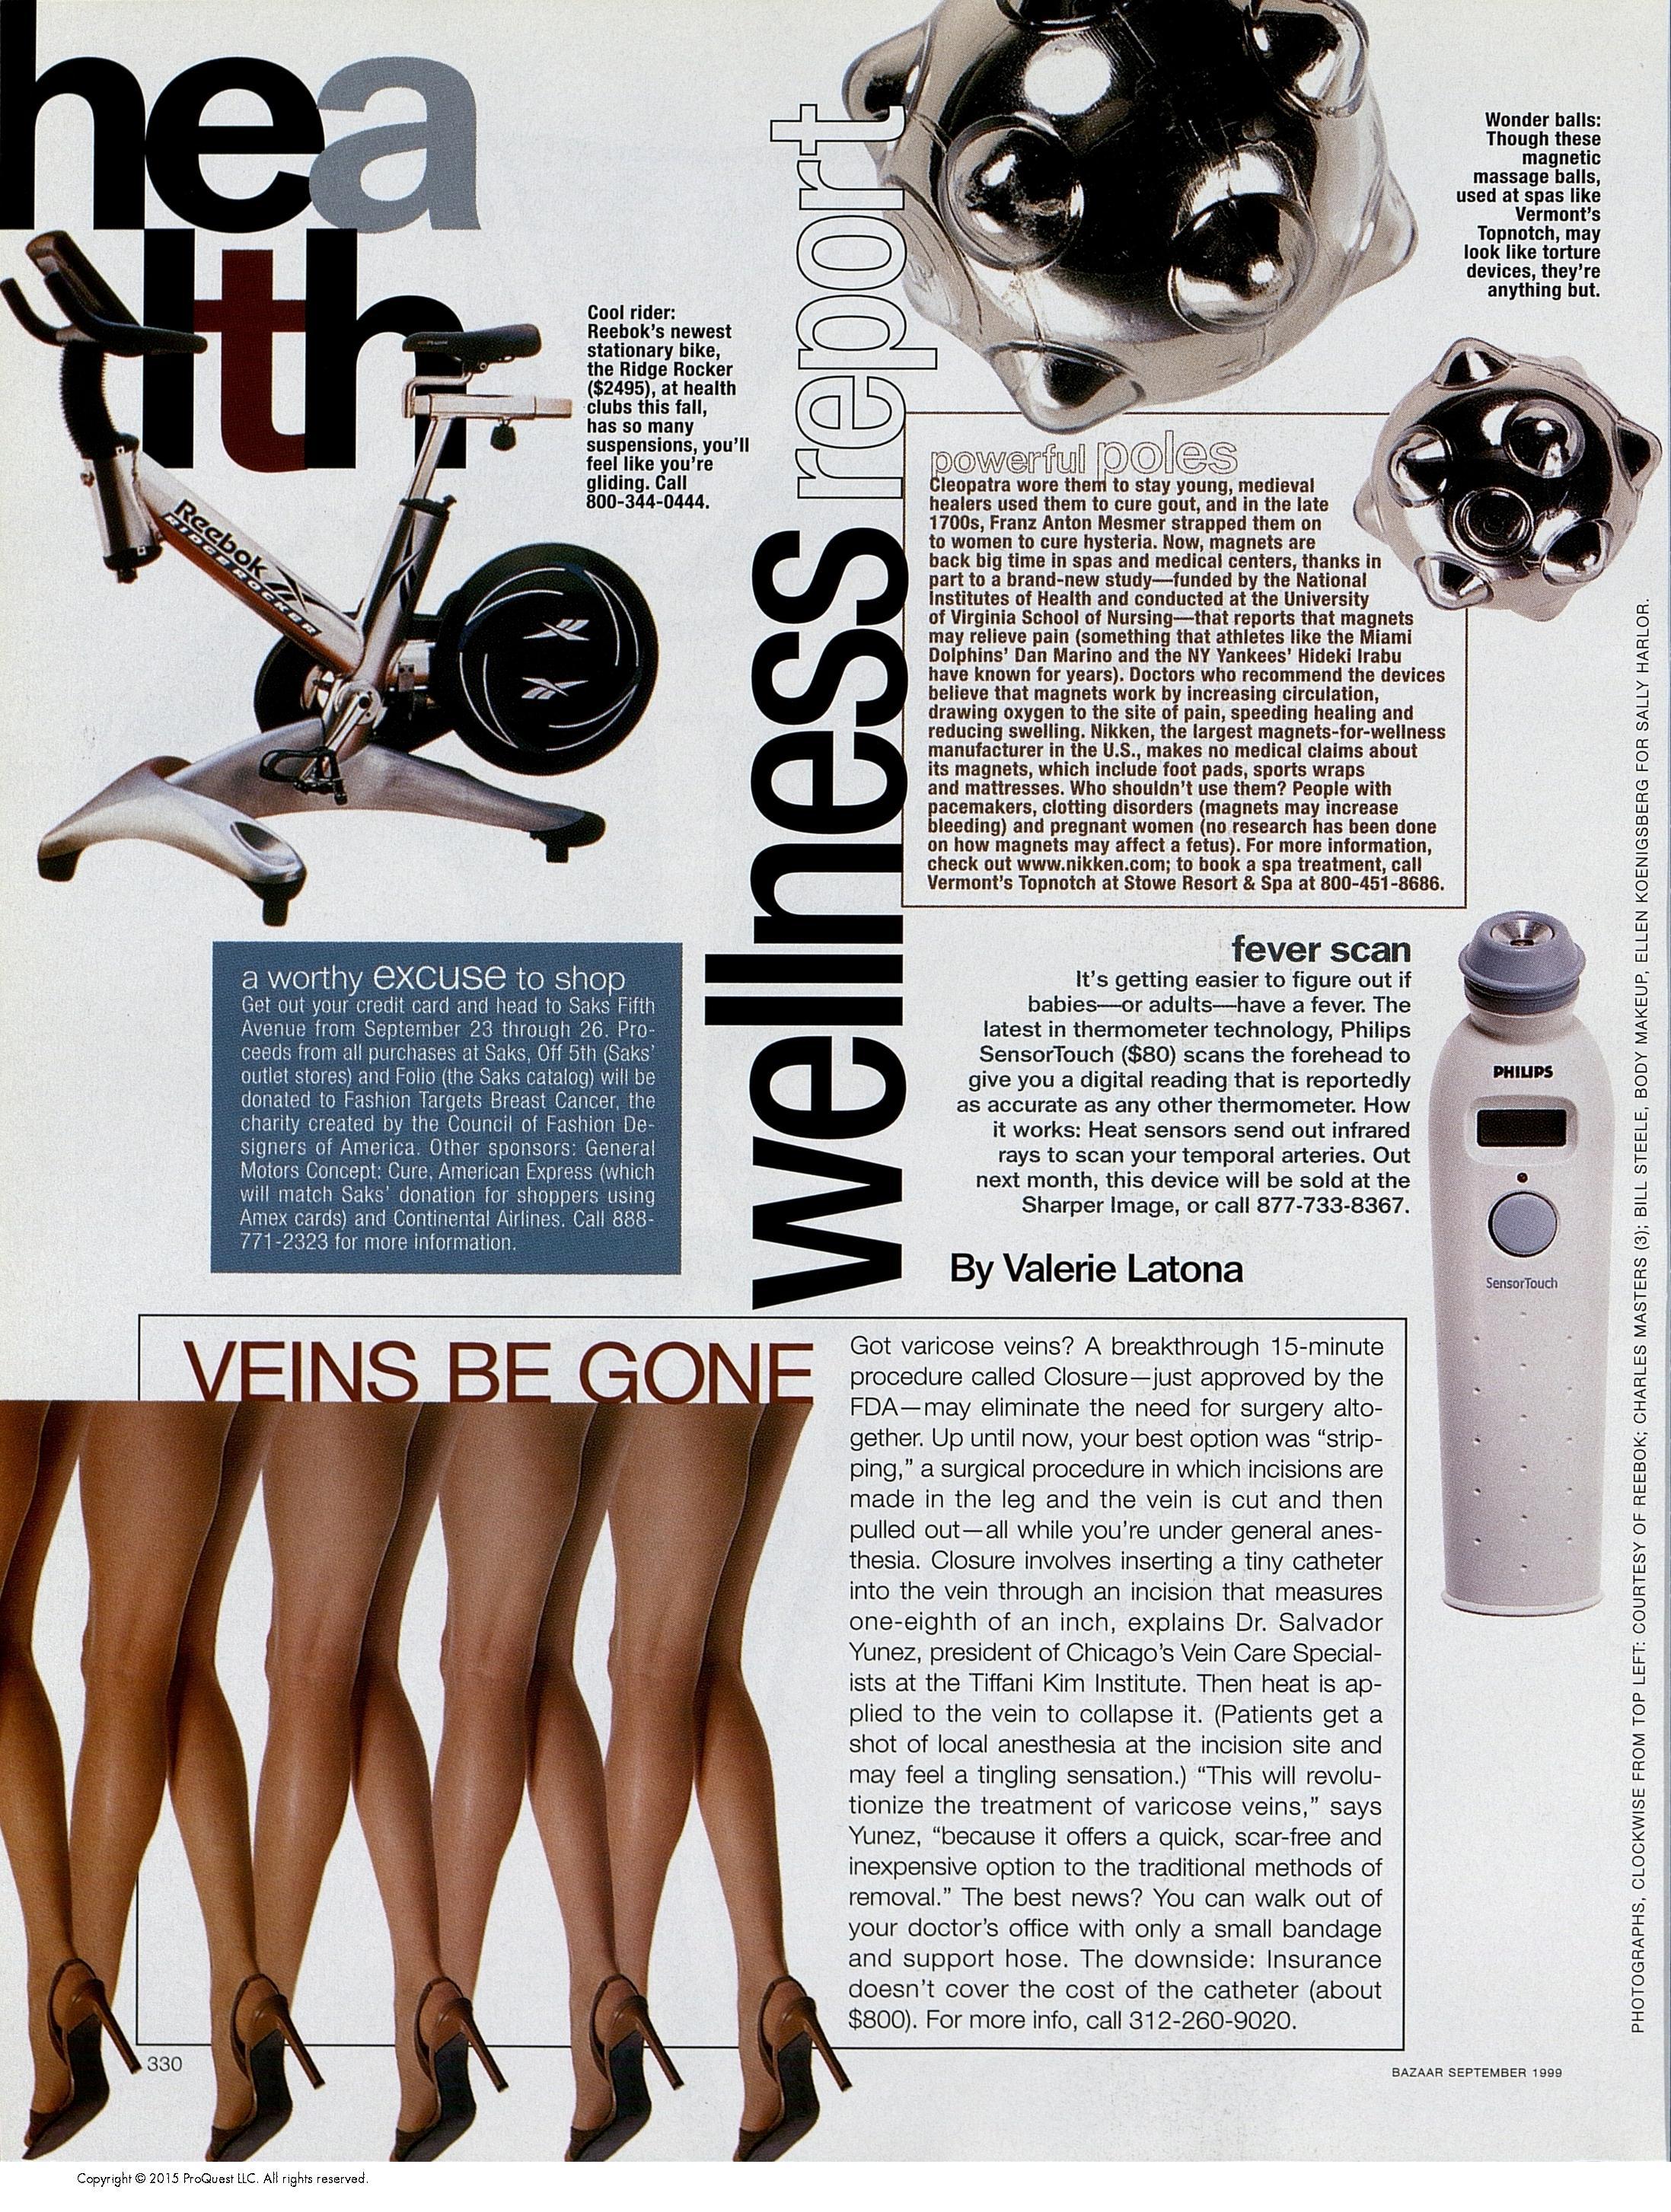 hea
lth
wellness report
Cool rider:
Reebok's newest
stationary bike,
the Ridge Rocker
($2495), at health
clubs this fall,
has so many
suspensions, you'll
feel like you're
gliding. Call
800-344-0444.
Reebok
RIDGE ROCKER
Wonder balls:
Though these
magnetic
massage balls,
used at spas like
Vermont's
Topnotch, may
look like torture
devices, they're
anything but.
powerful poles
Cleopatra wore them to stay young, medieval
healers used them to cure gout, and in the late
1700s, Franz Anton Mesmer strapped them on
to women to cure hysteria. Now, magnets are
back big time in spas and medical centers, thanks in
part to a brand-new study—funded by the National
Institutes of Health and conducted at the University
of Virginia School of Nursing—that reports that magnets
may relieve pain (something that athletes like the Miami
Dolphins' Dan Marino and the NY Yankees' Hideki Irabu
have known for years). Doctors who recommend the devices
believe that magnets work by increasing circulation,
drawing oxygen to the site of pain, speeding healing and
reducing swelling. Nikken, the largest magnets-for-wellness
manufacturer in the U.S., makes no medical claims about
its magnets, which include foot pads, sports wraps
and mattresses. Who shouldn't use them? People with
pacemakers, clotting disorders (magnets may increase
bleeding) and pregnant women (no research has been done
on how magnets may affect a fetus). For more information,
check out www.nikken.com; to book a spa treatment, call
Vermont's Topnotch at Stowe Resort & Spa at 800-451-8686.
a worthy excuse to shop
Get out your credit card and head to Saks Fifth
Avenue from September 23 through 26. Pro-
ceeds from all purchases at Saks, Off 5th (Saks'
outlet stores) and Folio (the Saks catalog) will be
donated to Fashion Targets Breast Cancer, the
charity created by the Council of Fashion De-
signers of America. Other sponsors: General
Motors Concept: Cure, American Express (which
will match Saks' donation for shoppers using
Amex cards) and Continental Airlines. Call 888-
771-2323 for more information.
fever scan
It's getting easier to figure out if
babies—or adults—have a fever. The
latest in thermometer technology, Philips
SensorTouch ($80) scans the forehead to
give you a digital reading that is reportedly
as accurate as any other thermometer. How
it works: Heat sensors send out infrared
rays to scan your temporal arteries. Out
next month, this device will be sold at the
Sharper Image, or call 877-733-8367.
PHILIPS
SensorTouch
By Valerie Latona
VEINS BE GONE
Got varicose veins? A breakthrough 15-minute
procedure called Closure—just approved by the
FDA—may eliminate the need for surgery alto-
gether. Up until now, your best option was "strip-
ping," a surgical procedure in which incisions are
made in the leg and the vein is cut and then
pulled out—all while you're under general anes-
thesia. Closure involves inserting a tiny catheter
into the vein through an incision that measures
one-eighth of an inch, explains Dr. Salvador
Yunez, president of Chicago's Vein Care Special-
ists at the Tiffani Kim Institute. Then heat is ap-
plied to the vein to collapse it. (Patients get a
shot of local anesthesia at the incision site and
may feel a tingling sensation.) "This will revolu-
tionize the treatment of varicose veins," says
Yunez, "because it offers a quick, scar-free and
inexpensive option to the traditional methods of
removal." The best news? You can walk out of
your doctor's office with only a small bandage
and support hose. The downside: Insurance
doesn't cover the cost of the catheter (about
$800). For more info, call 312-260-9020.
PHOTOGRAPHS, CLOCKWISE FROM TOP LEFT: COURTESY OF REEBOK; CHARLES MASTERS (3); BILL STEELE, BODY MAKEUP, ELLEN KOENIGSBERG FOR SALLY HARLOR.
330
BAZAAR SEPTEMBER 1999
Copyright © 2015 ProQuest LLC. All rights reserved.